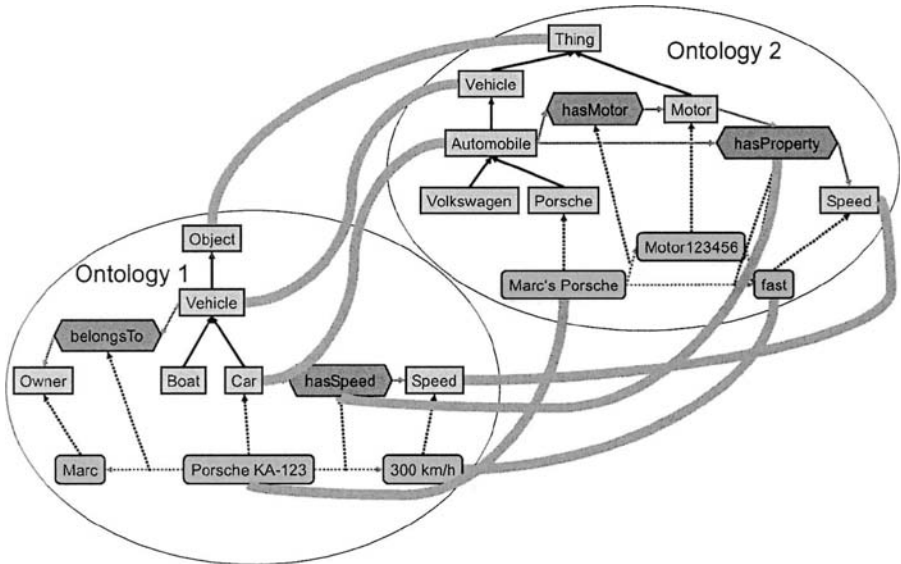 Thing
Ontology 2
Vehicle
hasMotor
Motor
Automobile
hasProperty
Volkswagen
Porsche
Speed
Object
Motor123456
Ontology 1
Marc's Porsche
fast
Vehicle
belongsTo
Owner
Boat
Car
hasSpeed
Speed
Marc
Porsche KA-123
300 km/h